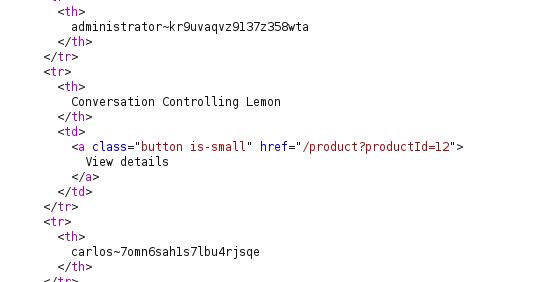 <th>
administrator~kr9uvaqvz9137z358wta
</th>
</tr>
<tr>
<th>
Conversation Controlling Lemon
</th>
<td>
<a class="button is-small" href="/product?productId=12">
View details
</a>
</td>
</tr>
<tr>
<th>
carlos~7omn6sah1s7lbu4rjsqe
</th>
</tr>